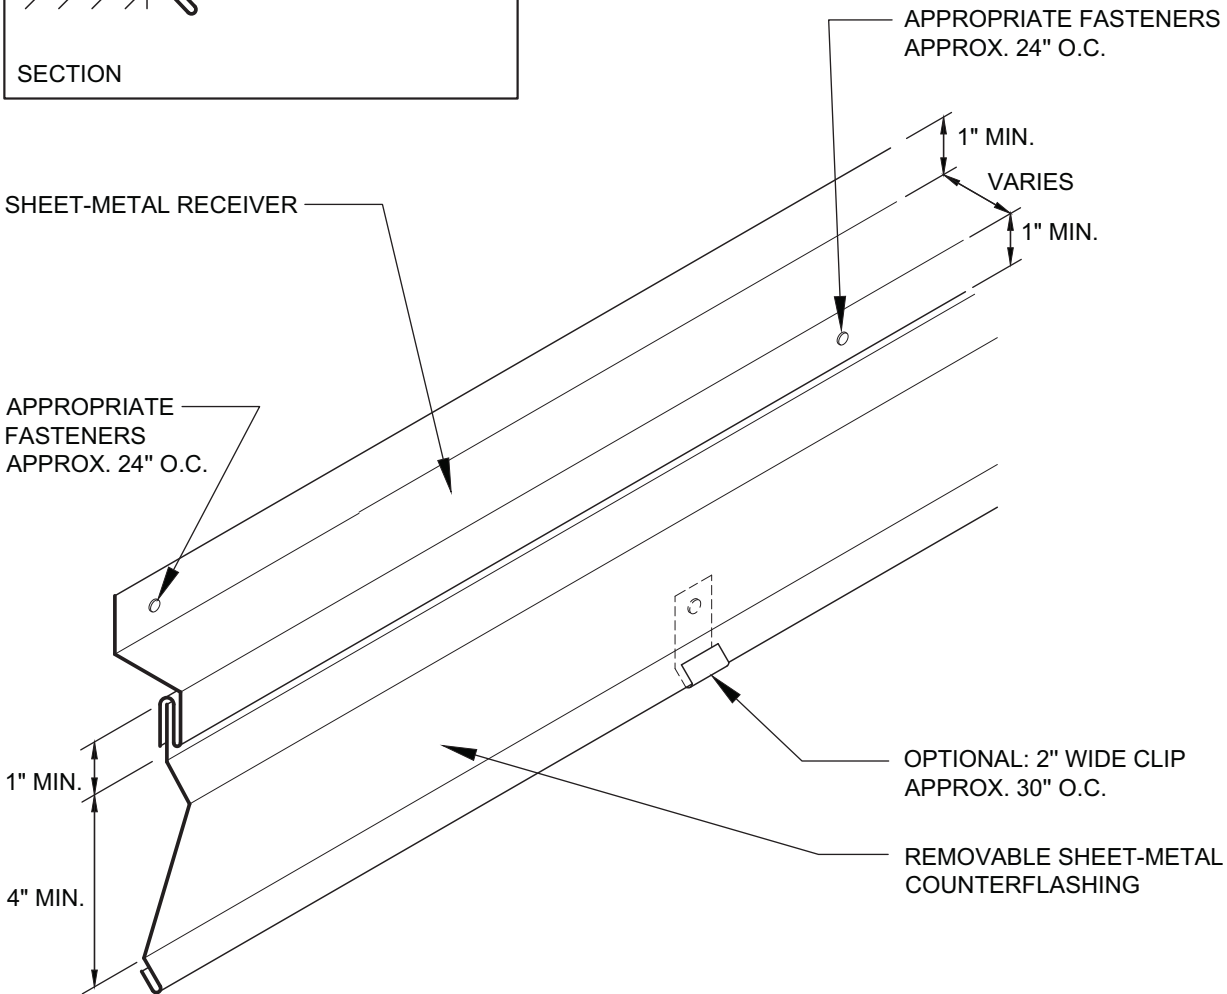 SECTION
APPROPRIATE FASTENERS
APPROX. 24" O.C.
1" MIN.
VARIES
1" MIN.
SHEET-METAL RECEIVER
APPROPRIATE
FASTENERS
APPROX. 24" O.C.
1" MIN.
4" MIN.
OPTIONAL: 2" WIDE CLIP
APPROX. 30" O.C.
REMOVABLE SHEET-METAL
COUNTERFLASHING